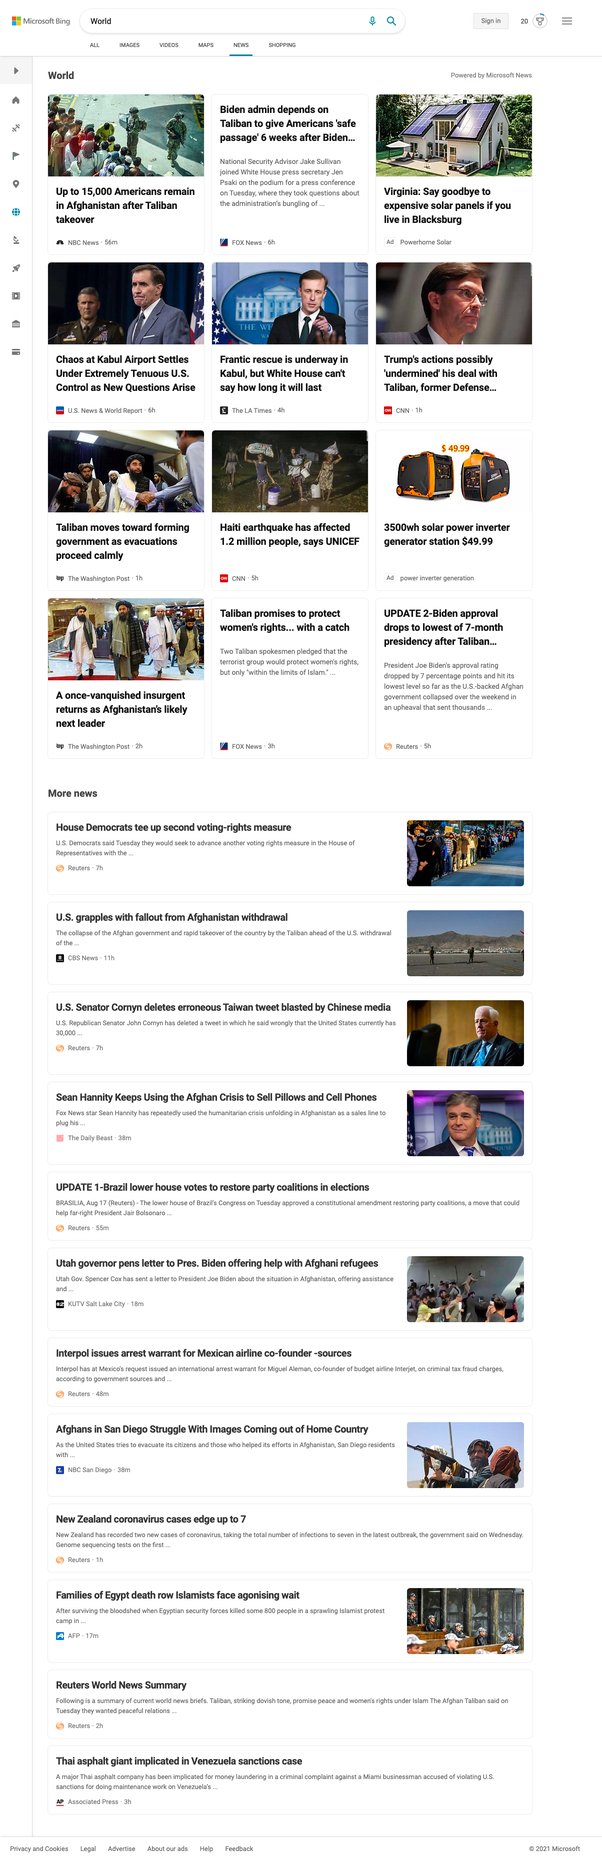 Microsoft Bing
World
Sign in
20
ALL
IMAGES
VIDEOS
MAPS
NEWS
SHOPPING
World
Powered by Microsoft News
Up to 15,000 Americans remain
in Afghanistan after Taliban
takeover
NBC News · 56m
Biden admin depends on
Taliban to give Americans 'safe
passage' 6 weeks after Biden...
National Security Advisor Jake Sullivan
joined White House press secretary Jen
Psaki on the podium for a press conference
on Tuesday, where they took questions about
the administration's bungling of ...
FOX News · 6h
Virginia: Say goodbye to
expensive solar panels if you
live in Blacksburg
Ad Powerhome Solar
Chaos at Kabul Airport Settles
Under Extremely Tenuous U.S.
Control as New Questions Arise
U.S. News & World Report · 6h
Frantic rescue is underway in
Kabul, but White House can't
say how long it will last
The LA Times · 4h
Trump's actions possibly
'undermined' his deal with
Taliban, former Defense...
CNN · 1h
Taliban moves toward forming
government as evacuations
proceed calmly
wp The Washington Post · 1h
Haiti earthquake has affected
1.2 million people, says UNICEF
CNN · 5h
$ 49.99
3500wh solar power inverter
generator station $49.99
Ad power inverter generation
A once-vanquished insurgent
returns as Afghanistan's likely
next leader
wp The Washington Post · 2h
Taliban promises to protect
women's rights... with a catch
Two Taliban spokesmen pledged that the
terrorist group would protect women's rights,
but only "within the limits of Islam." ...
FOX News · 3h
UPDATE 2-Biden approval
drops to lowest of 7-month
presidency after Taliban...
President Joe Biden's approval rating
dropped by 7 percentage points and hit its
lowest level so far as the U.S.-backed Afghan
government collapsed over the weekend in
an upheaval that sent thousands ...
Reuters · 5h
More news
House Democrats tee up second voting-rights measure
U.S. Democrats said Tuesday they would seek to advance another voting rights measure in the House of
Representatives with the ...
Reuters · 7h
U.S. grapples with fallout from Afghanistan withdrawal
The collapse of the Afghan government and rapid takeover of the country by the Taliban ahead of the U.S. withdrawal
of the ...
CBS News · 11h
U.S. Senator Cornyn deletes erroneous Taiwan tweet blasted by Chinese media
U.S. Republican Senator John Cornyn has deleted a tweet in which he said wrongly that the United States currently has
30,000 ...
Reuters · 7h
Sean Hannity Keeps Using the Afghan Crisis to Sell Pillows and Cell Phones
Fox News star Sean Hannity has repeatedly used the humanitarian crisis unfolding in Afghanistan as a sales line to
plug his ...
The Daily Beast · 38m
UPDATE 1-Brazil lower house votes to restore party coalitions in elections
BRASILIA, Aug 17 (Reuters) - The lower house of Brazil's Congress on Tuesday approved a constitutional amendment restoring party coalitions, a move that could
help far-right President Jair Bolsonaro ...
Reuters · 55m
Utah governor pens letter to Pres. Biden offering help with Afghani refugees
Utah Gov. Spencer Cox has sent a letter to President Joe Biden about the situation in Afghanistan, offering assistance
and ...
KUTV Salt Lake City · 18m
Interpol issues arrest warrant for Mexican airline co-founder -sources
Interpol has at Mexico's request issued an international arrest warrant for Miguel Aleman, co-founder of budget airline Interjet, on criminal tax fraud charges,
according to government sources and ...
Reuters · 48m
Afghans in San Diego Struggle With Images Coming out of Home Country
As the United States tries to evacuate its citizens and those who helped its efforts in Afghanistan, San Diego residents
with ...
NBC San Diego · 38m
New Zealand coronavirus cases edge up to 7
New Zealand has recorded two new cases of coronavirus, taking the total number of infections to seven in the latest outbreak, the government said on Wednesday.
Genome sequencing tests on the first ...
Reuters · 1h
Families of Egypt death row Islamists face agonising wait
After surviving the bloodshed when Egyptian security forces killed some 800 people in a sprawling Islamist protest
camp in ...
AFP · 17m
Reuters World News Summary
Following is a summary of current world news briefs. Taliban, striking dovish tone, promise peace and women's rights under Islam The Afghan Taliban said on
Tuesday they wanted peaceful relations ...
Reuters · 2h
Thai asphalt giant implicated in Venezuela sanctions case
A major Thai asphalt company has been implicated for money laundering in a criminal complaint against a Miami businessman accused of violating U.S.
sanctions for doing maintenance work on Venezuela's ...
AP Associated Press · 3h
Privacy and Cookies
Legal
Advertise
About our ads
Help
Feedback
© 2021 Microsoft